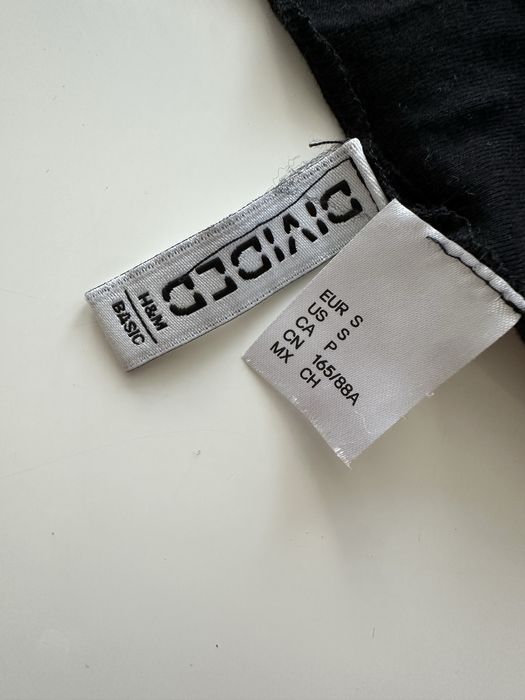 DIVIDED
H&M
BASIC
EUR S
US S
CA P
CN 165/88A
MX CH